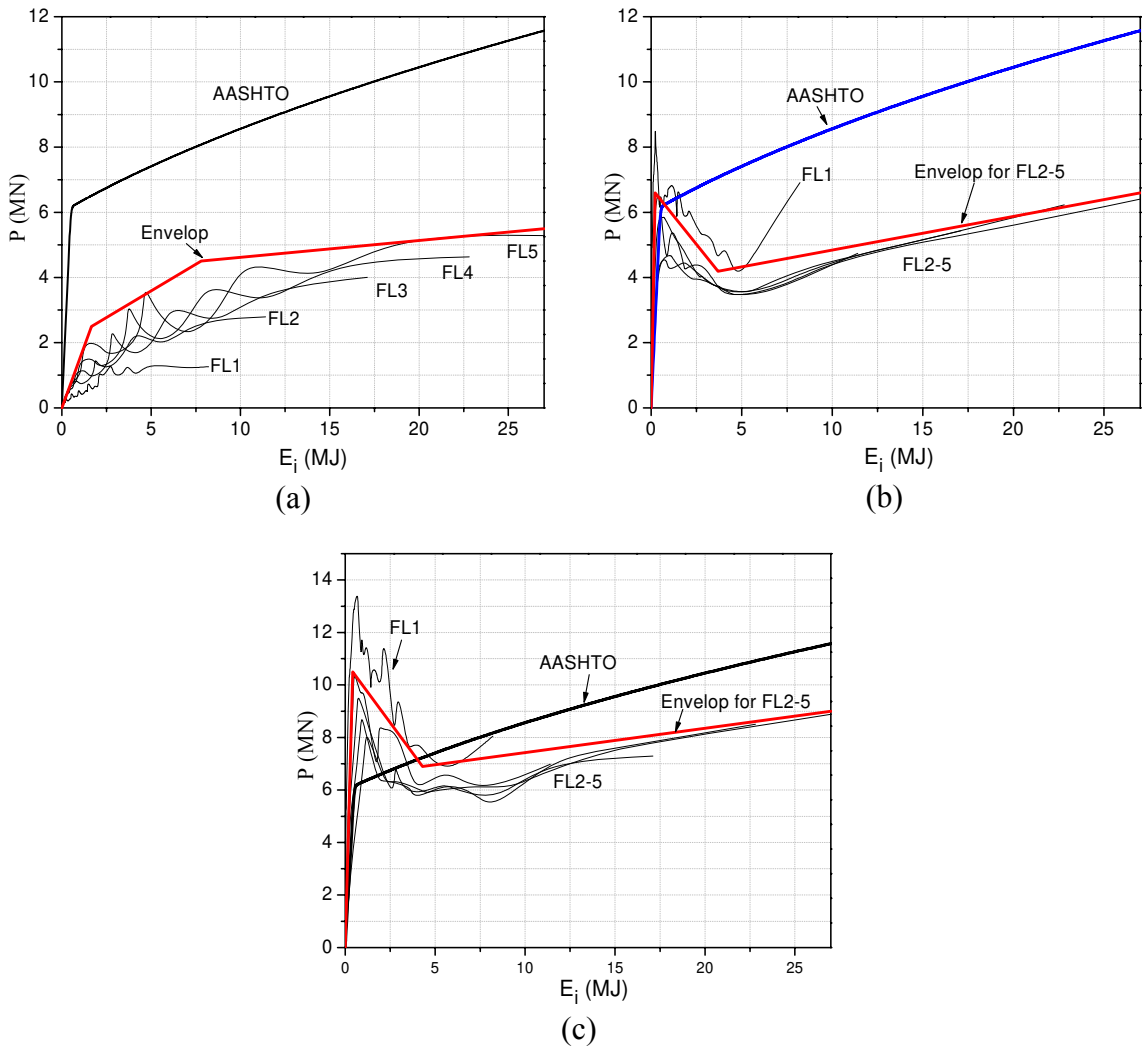 12
10
8
6
4
2
0
P (MN)
AASHTO
Envelop
FL5
FL4
FL3
FL2
FL1
0 5 10 15 20 25
E_i (MJ)
(a)
12
10
8
6
4
2
0
P (MN)
AASHTO
FL1
Envelop for FL2-5
FL2-5
0 5 10 15 20 25
E_i (MJ)
(b)
14
12
10
8
6
4
2
0
P (MN)
FL1
AASHTO
Envelop for FL2-5
FL2-5
0 5 10 15 20 25
E_i (MJ)
(c)